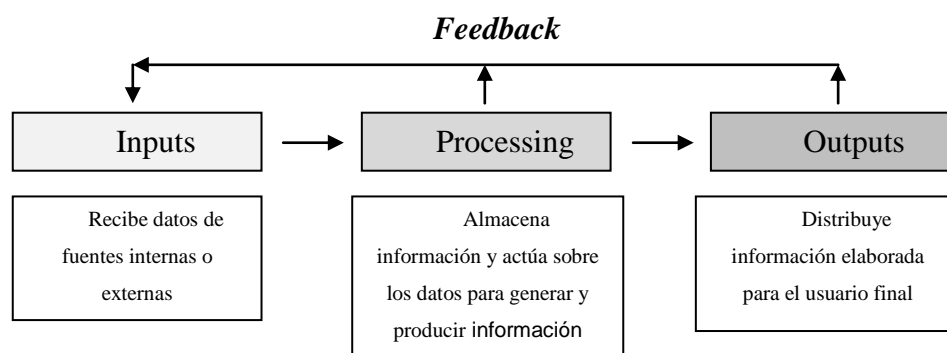 Feedback
Inputs
Processing
Outputs
Recibe datos de
fuentes internas o
externas
Almacena
información y actúa sobre
los datos para generar y
producir información
Distribuye
información elaborada
para el usuario final